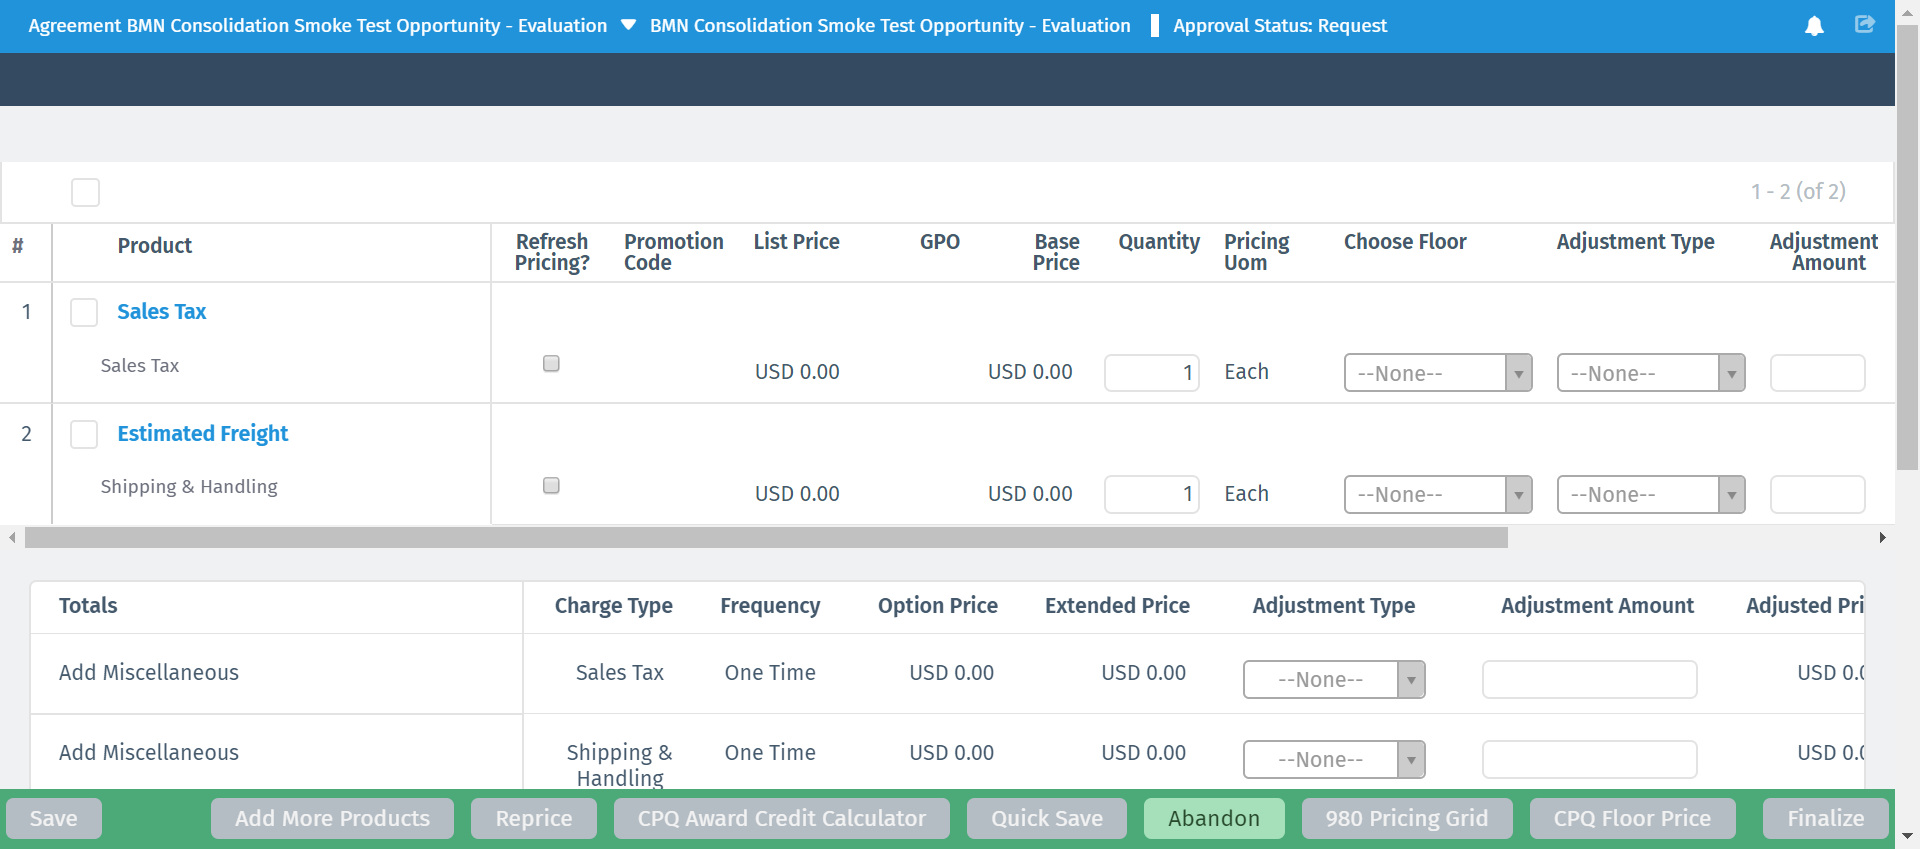 Agreement BMN Consolidation Smoke Test Opportunity - Evaluation BMN Consolidation Smoke Test Opportunity - Evaluation Approval Status: Request
1 - 2 (of 2)
# Product Refresh Pricing? Promotion Code List Price GPO Base Price Quantity Pricing Uom Choose Floor Adjustment Type Adjustment Amount
1 Sales Tax
Sales Tax USD 0.00 USD 0.00 1 Each --None-- --None--
2 Estimated Freight
Shipping & Handling USD 0.00 USD 0.00 1 Each --None-- --None--
Totals Charge Type Frequency Option Price Extended Price Adjustment Type Adjustment Amount Adjusted Pri
Add Miscellaneous Sales Tax One Time USD 0.00 USD 0.00 --None-- USD 0.0
Add Miscellaneous Shipping & Handling One Time USD 0.00 USD 0.00 --None-- USD 0.0
Save Add More Products Reprice CPQ Award Credit Calculator Quick Save Abandon 980 Pricing Grid CPQ Floor Price Finalize